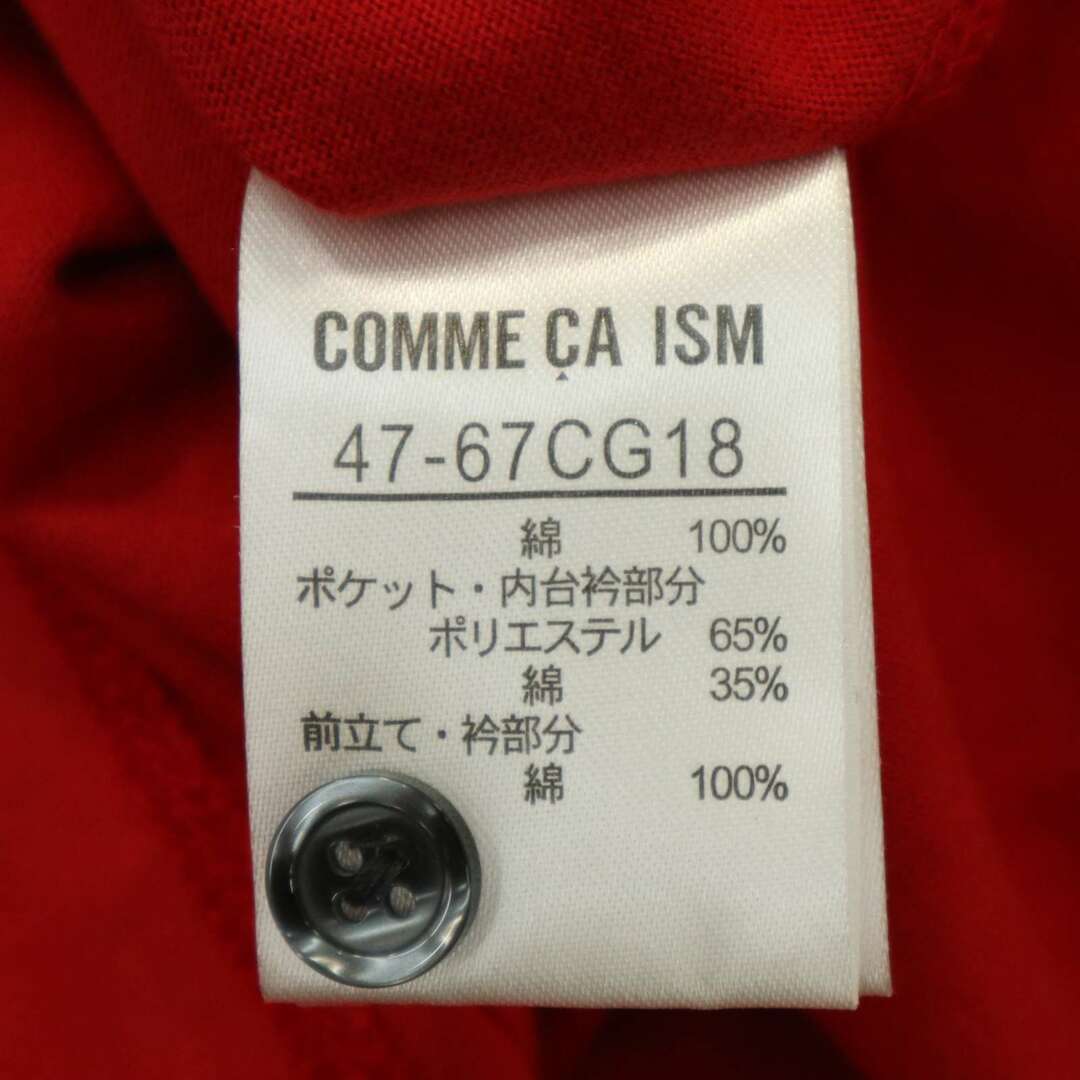 COMME ÇA ISM
47-67CG18
綿 100%
ポケット・内台衿部分
ポリエステル 65%
綿 35%
前立て・衿部分
綿 100%